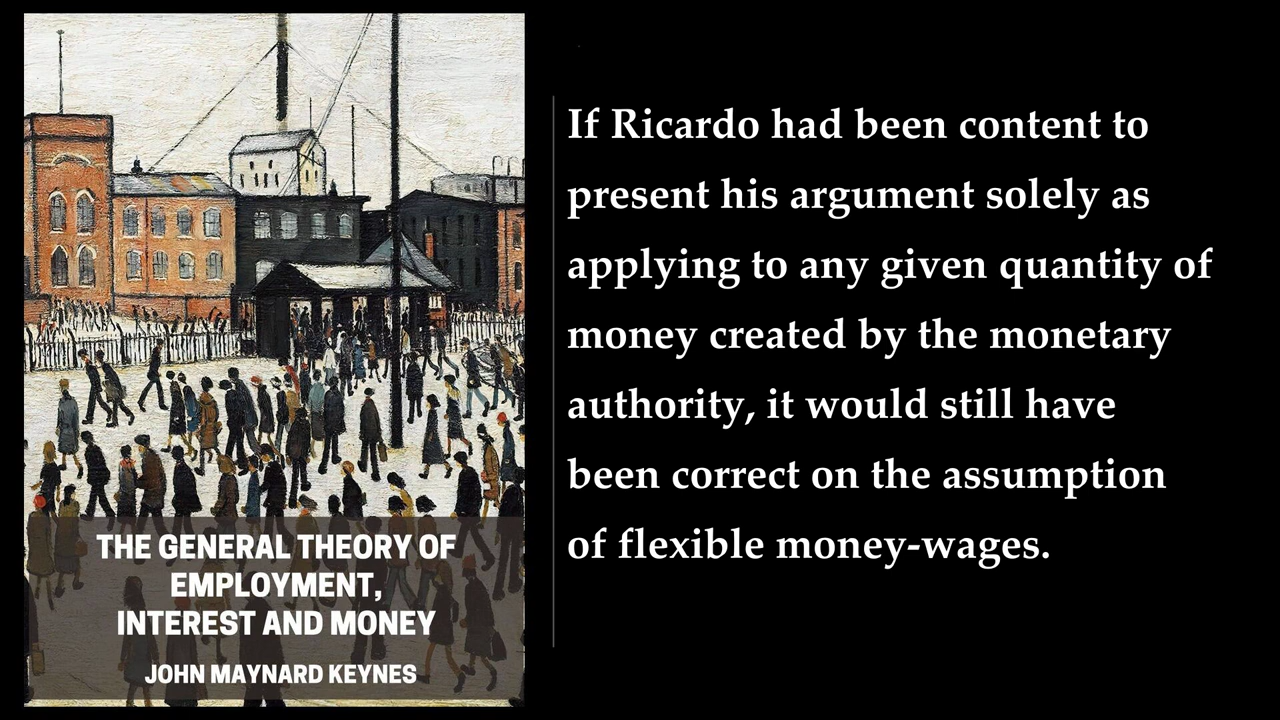 THE GENERAL THEORY OF
EMPLOYMENT,
INTEREST AND MONEY
JOHN MAYNARD KEYNES
If Ricardo had been content to
present his argument solely as
applying to any given quantity of
money created by the monetary
authority, it would still have
been correct on the assumption
of flexible money-wages.